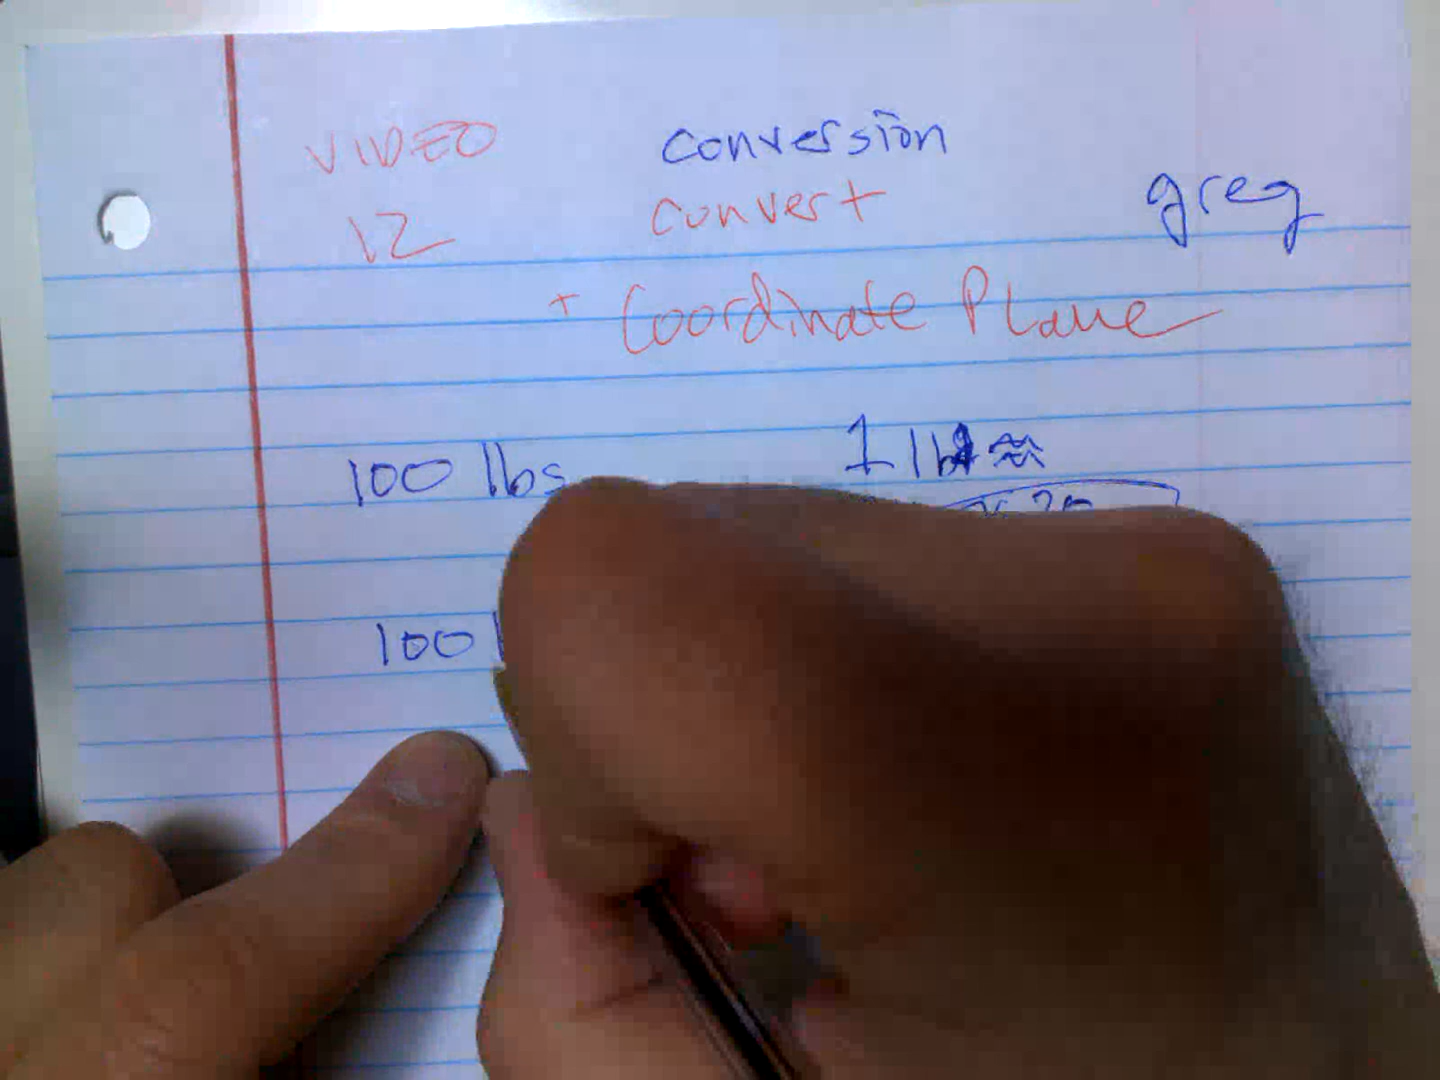 VIDEO conversion
12 convert greg
+ Coordinate Plane
100 lbs 1 lb ≈
100